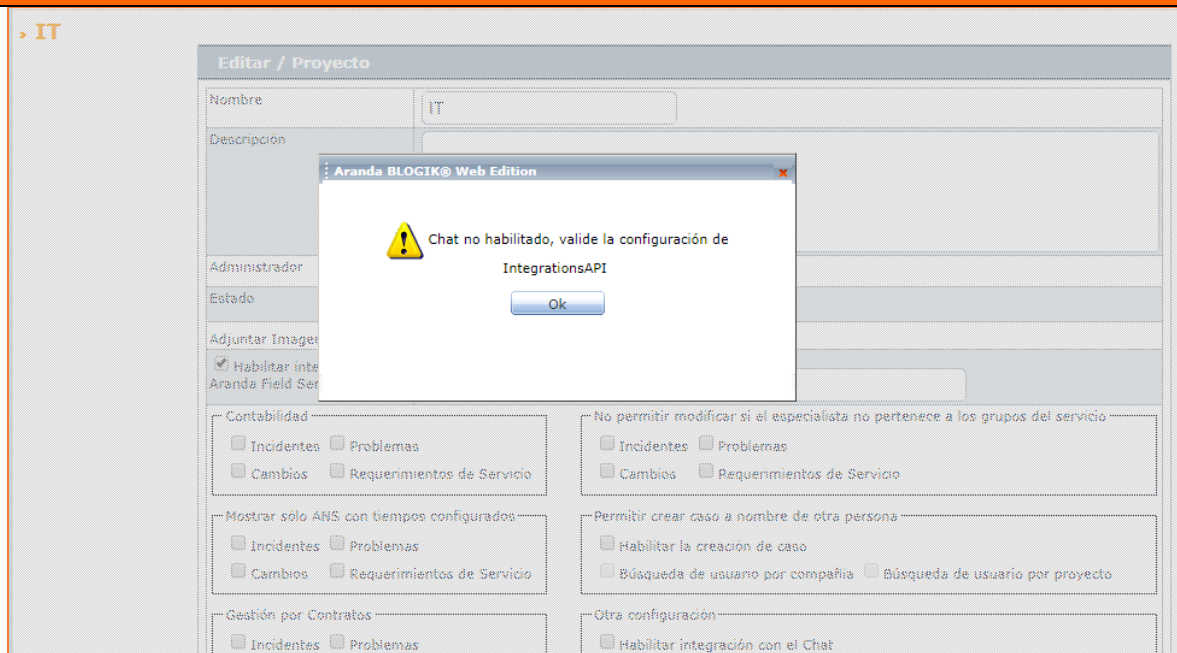 » IT
Editar / Proyecto
Nombre
IT
Descripción
Aranda BLOGIK® Web Edition
Chat no habilitado, valide la configuración de
IntegrationsAPI
Ok
Administrador
Estado
Adjuntar Image
Habilitar inte
Aranda Field Ser
Contabilidad
Incidentes Problemas
Cambios Requerimientos de Servicio
No permitir modificar si el especialista no pertenece a los grupos del servicio
Incidentes Problemas
Cambios Requerimientos de Servicio
Mostrar sólo ANS con tiempos configurados
Incidentes Problemas
Cambios Requerimientos de Servicio
Permitir crear caso a nombre de otra persona
Habilitar la creación de caso
Búsqueda de usuario por compañía Búsqueda de usuario por proyecto
Gestión por Contratos
Incidentes Problemas
Otra configuración
Habilitar integración con el Chat